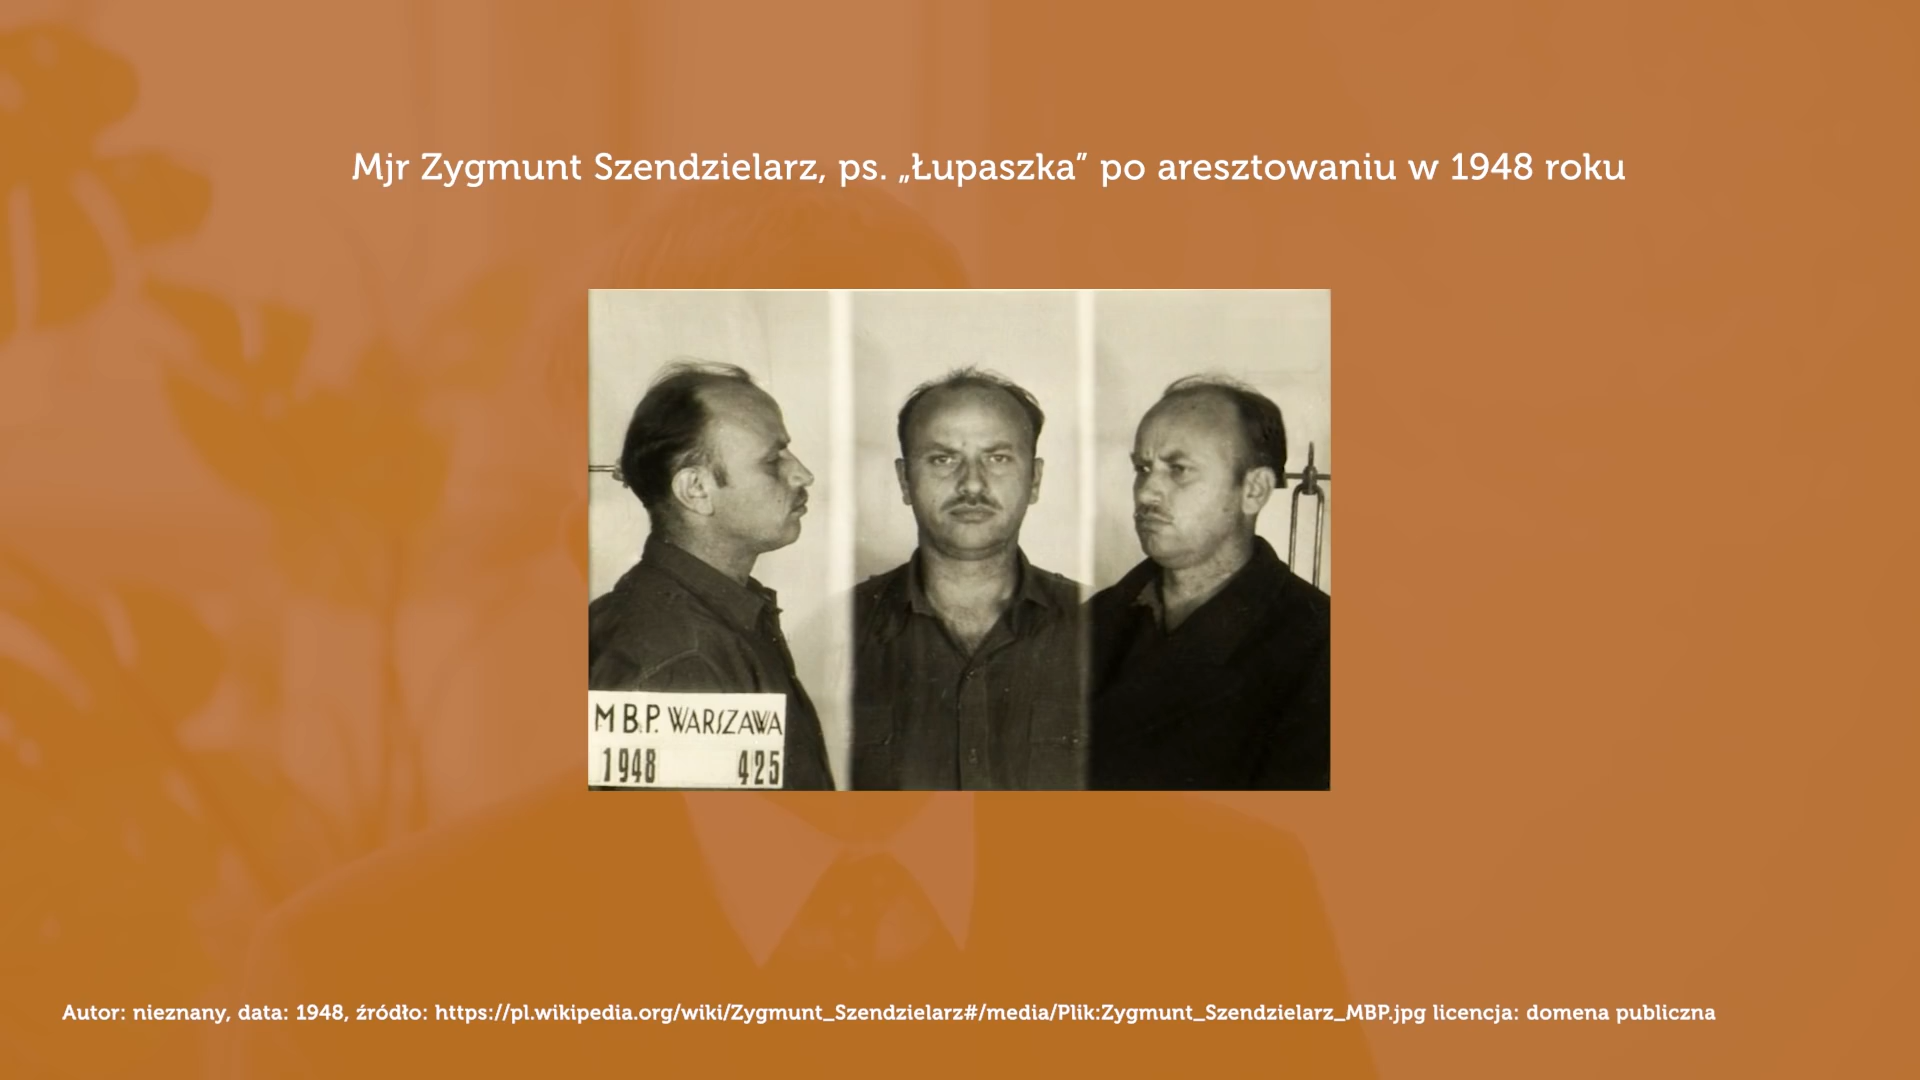 Mjr Zygmunt Szendzielarz, ps. „Łupaszka” po aresztowaniu w 1948 roku
M B.P. WARSZAWA
1948 425
Autor: nieznany, data: 1948, źródło: https://pl.wikipedia.org/wiki/Zygmunt_Szendzielarz#/media/Plik:Zygmunt_Szendzielarz_MBP.jpg licencja: domena publiczna